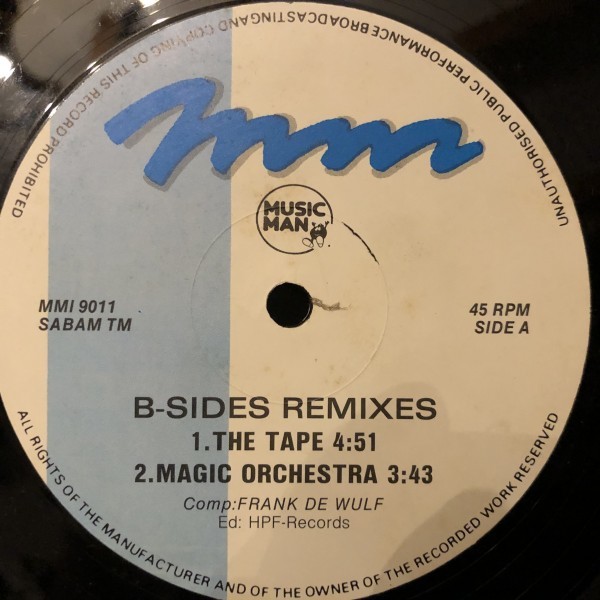 UNAUTHORISED PUBLIC PERFORMANCE BROADCASTING AND COPYING OF THIS RECORD PROHIBITED
mm
MUSIC
MAN
MMI 9011
SABAM TM
45 RPM
SIDE A
B-SIDES REMIXES
1.THE TAPE 4:51
2.MAGIC ORCHESTRA 3:43
Comp:FRANK DE WULF
Ed: HPF-Records
ALL RIGHTS OF THE MANUFACTURER AND OF THE OWNER OF THE RECORDED WORK RESERVED